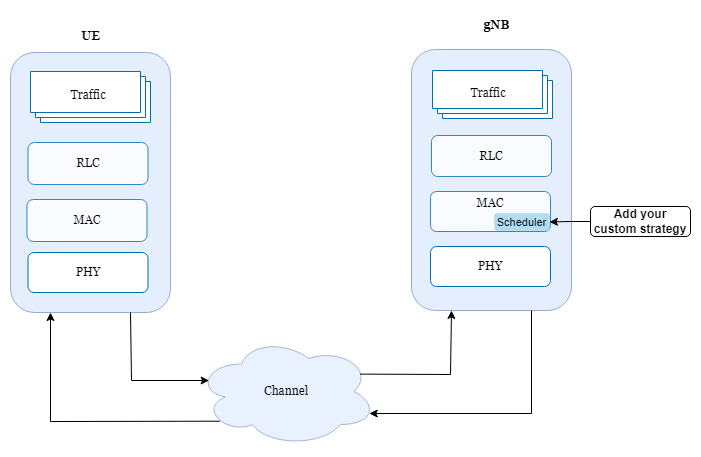 UE
Traffic
RLC
MAC
PHY
gNB
Traffic
RLC
MAC
Scheduler
PHY
Add your
custom strategy
Channel